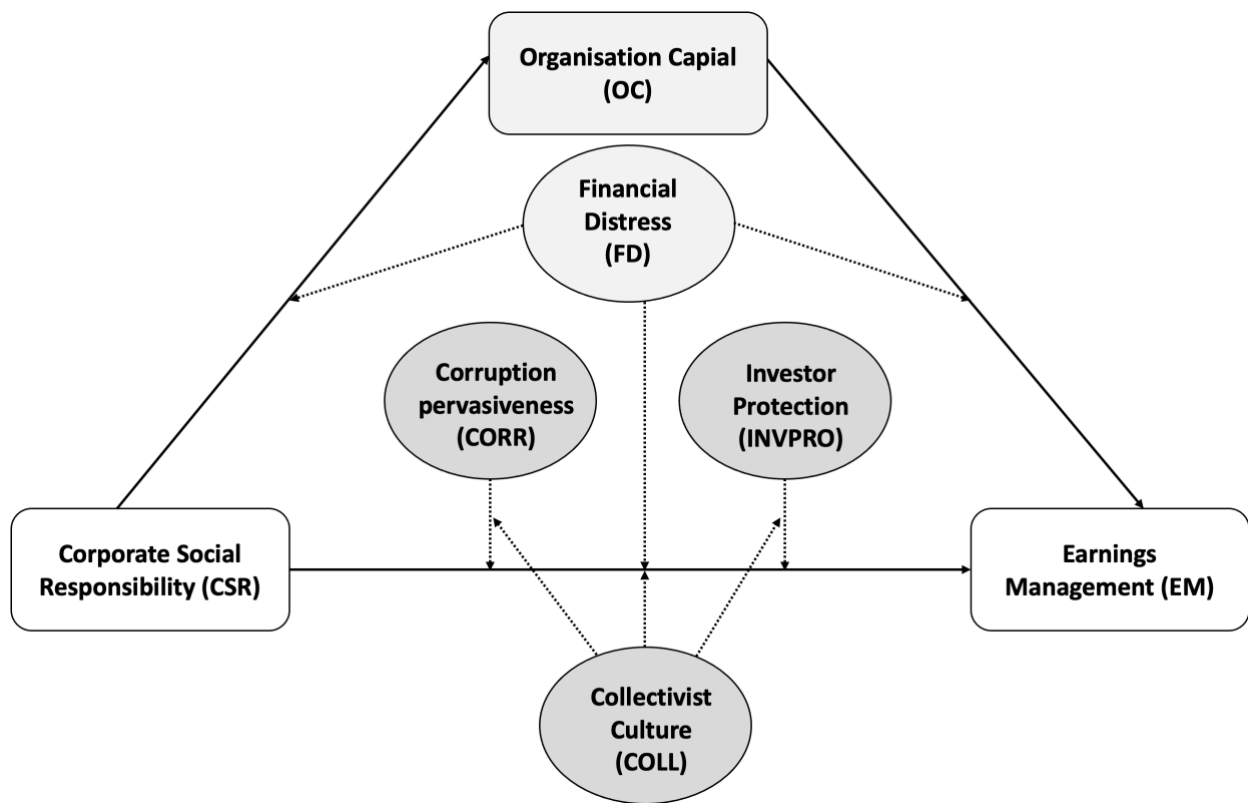 Organisation Capial
(OC)
Financial
Distress
(FD)
Corruption
pervasiveness
(CORR)
Investor
Protection
(INVPRO)
Corporate Social
Responsibility (CSR)
Earnings
Management (EM)
Collectivist
Culture
(COLL)